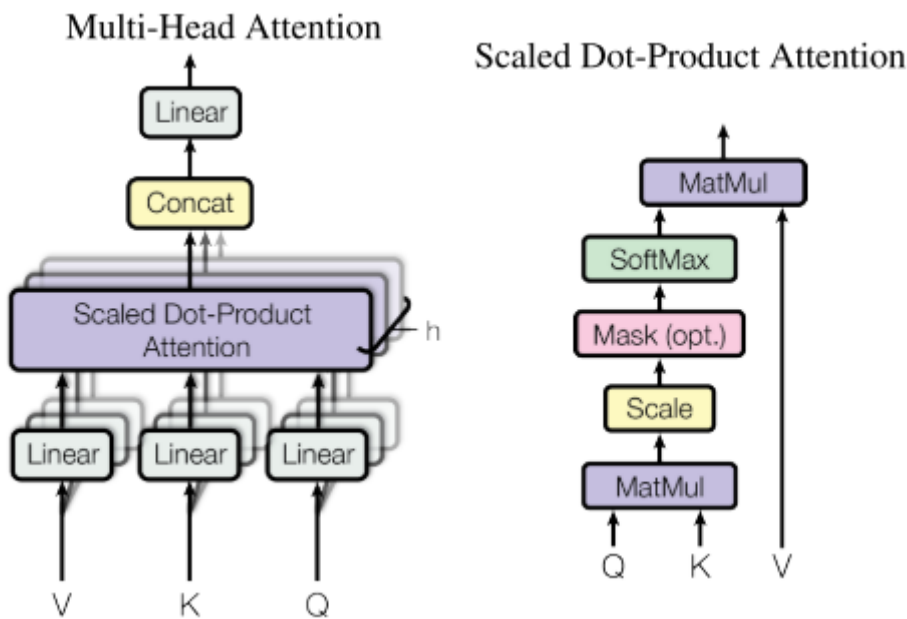 Multi-Head Attention
Linear
Concat
Scaled Dot-Product
Attention
h
Linear
Linear
Linear
V
K
Q
Scaled Dot-Product Attention
MatMul
SoftMax
Mask (opt.)
Scale
MatMul
Q
K
V